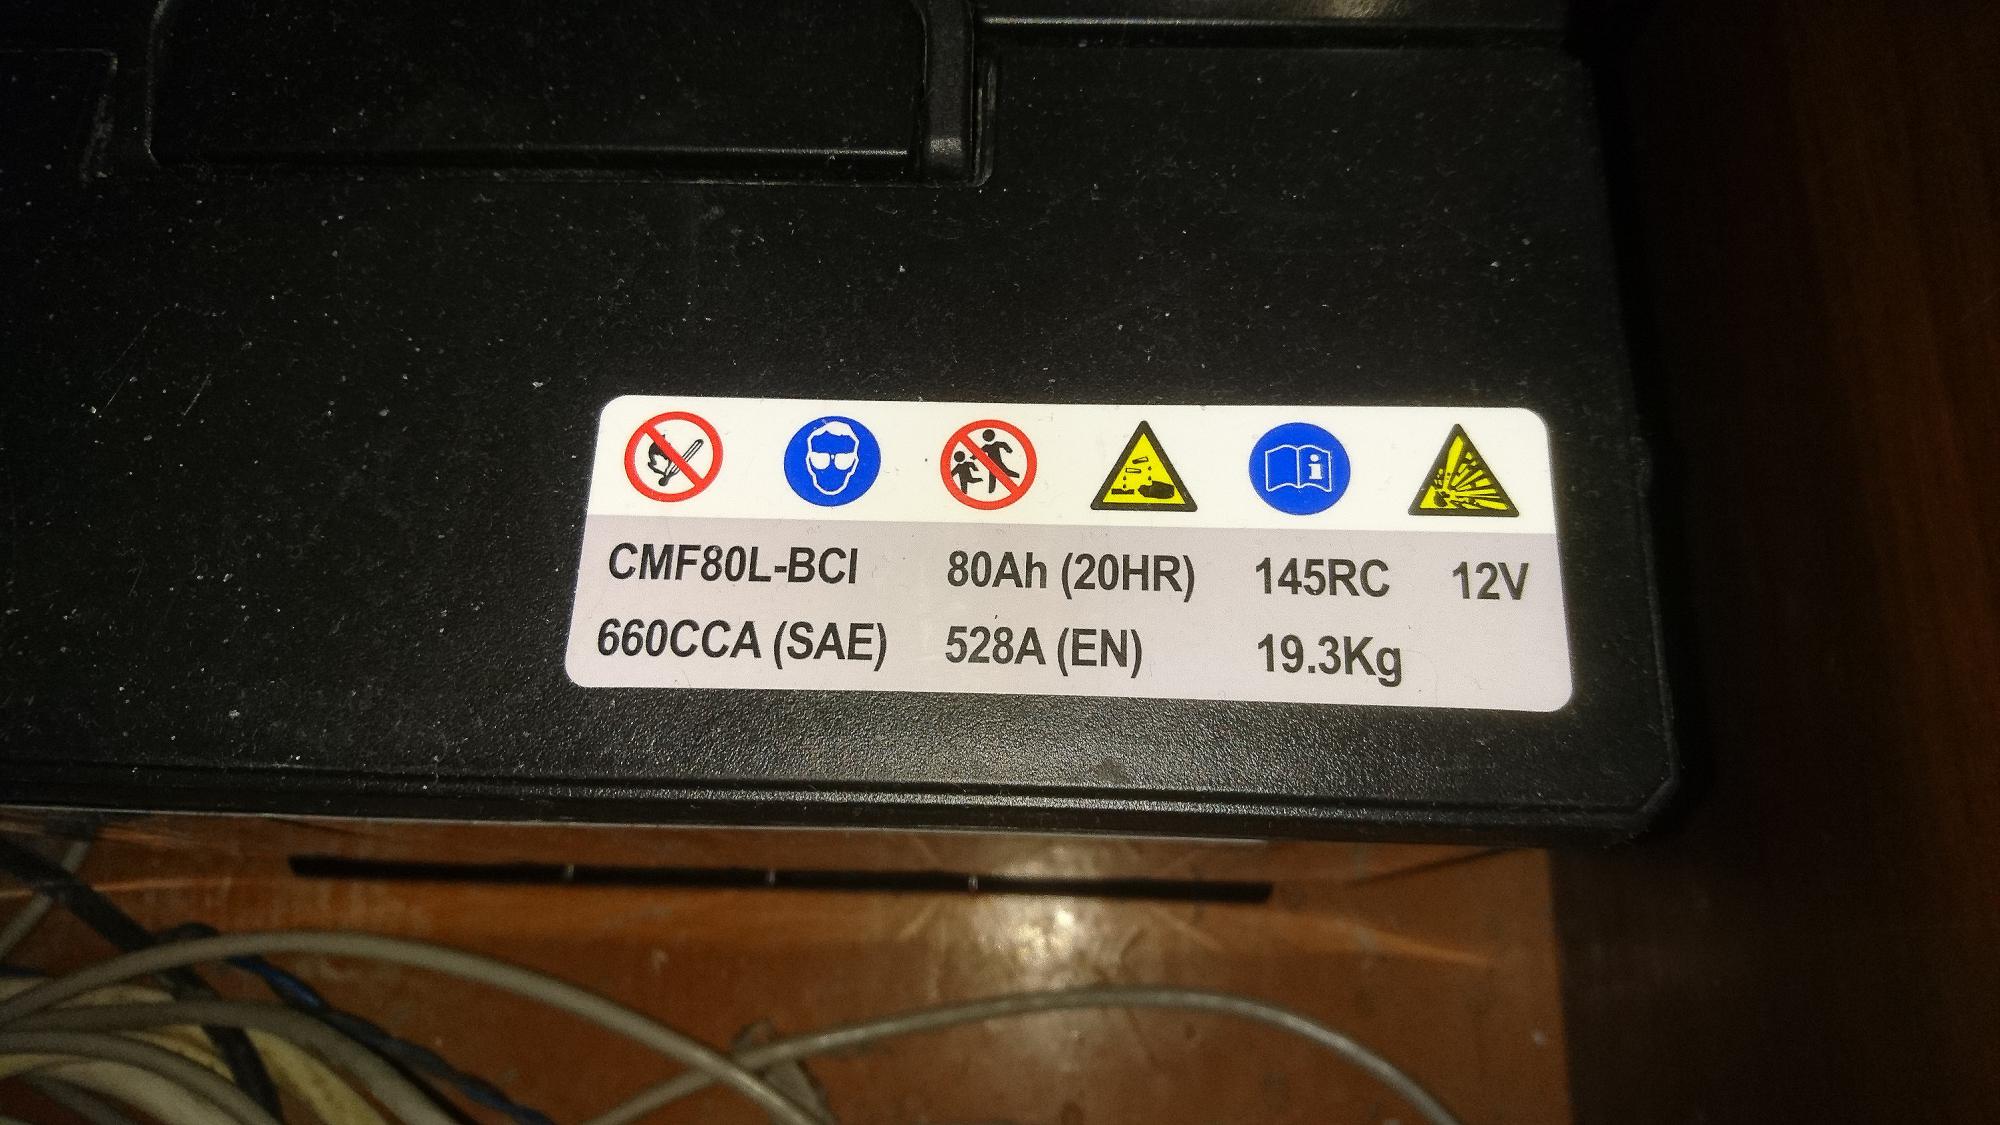 CMF80L-BCI 80Ah (20HR) 145RC 12V
660CCA (SAE) 528A (EN) 19.3Kg